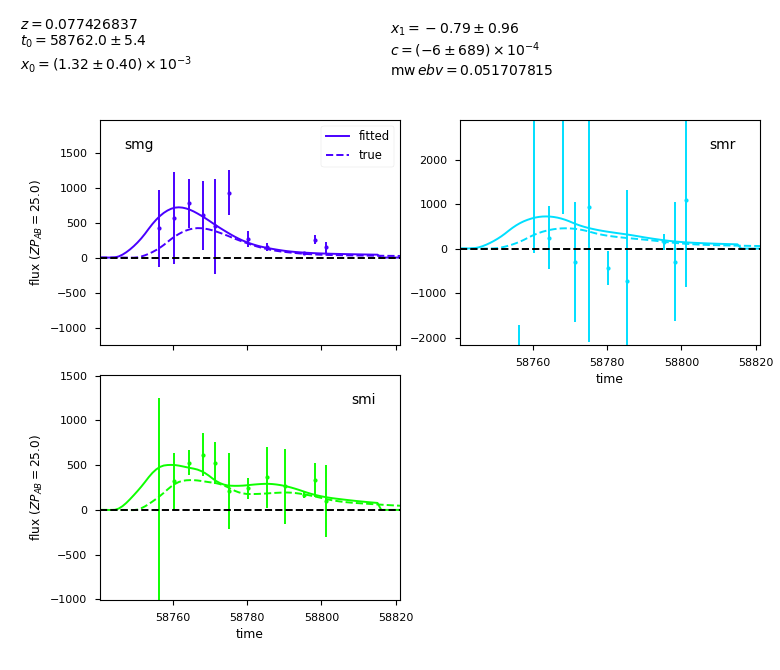 z = 0.077426837
t₀ = 58762.0 ± 5.4
x₀ = (1.32 ± 0.40) × 10⁻³
x₁ = −0.79 ± 0.96
c = (−6 ± 689) × 10⁻⁴
mw ebv = 0.051707815
smg
fitted
true
1500
1000
500
0
−500
−1000
flux (ZP_AB = 25.0)
smr
2000
1000
0
−1000
−2000
58760
58780
58800
58820
time
smi
1500
1000
500
0
−500
−1000
flux (ZP_AB = 25.0)
58760
58780
58800
58820
time